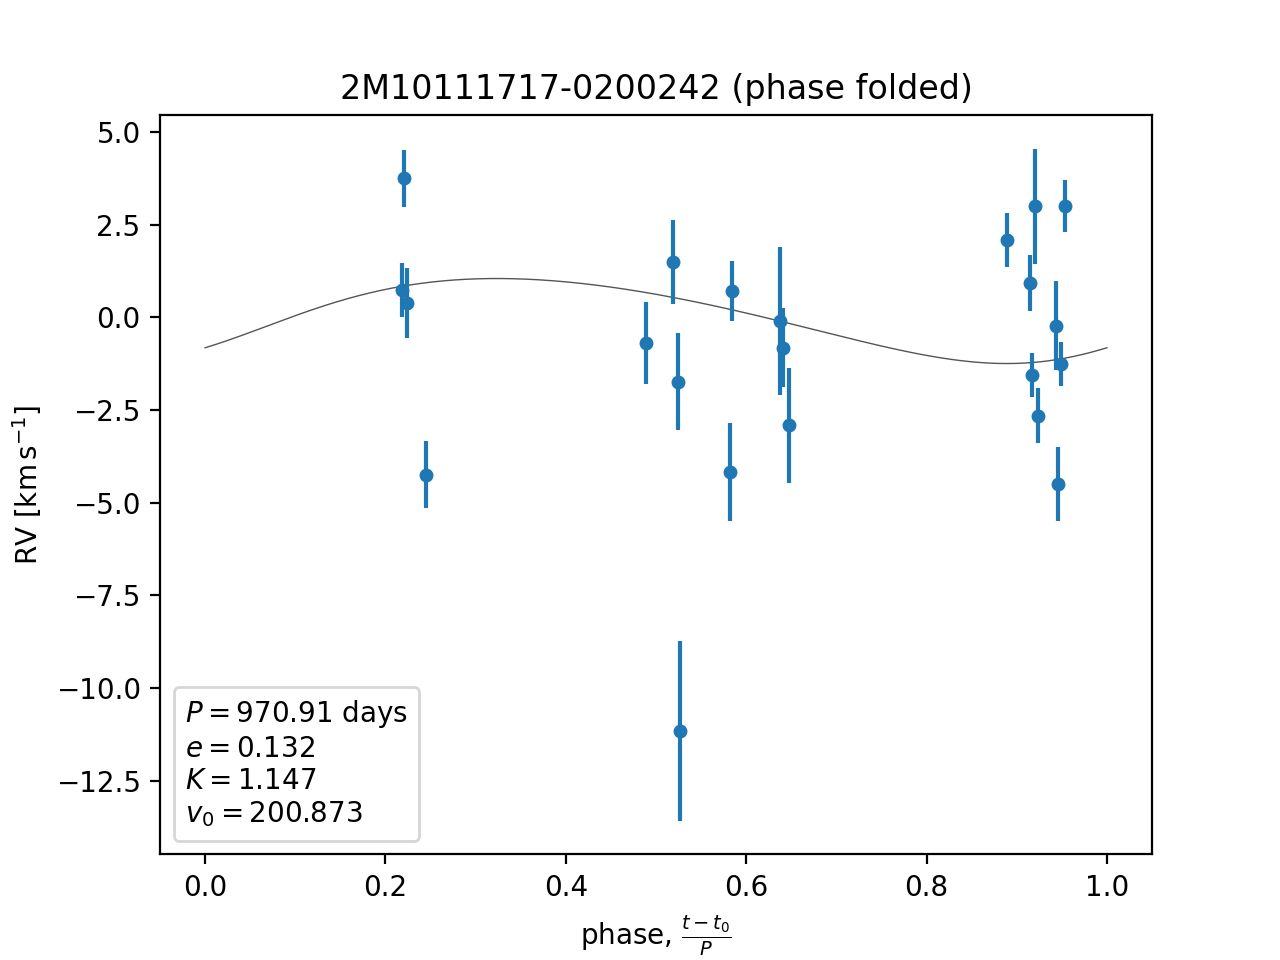 2M10111717-0200242 (phase folded)
5.0
2.5
0.0
−2.5
−5.0
−7.5
−10.0
−12.5
RV [km s⁻¹]
P = 970.91 days
e = 0.132
K = 1.147
v₀ = 200.873
0.0 0.2 0.4 0.6 0.8 1.0
phase, (t − t₀)/P